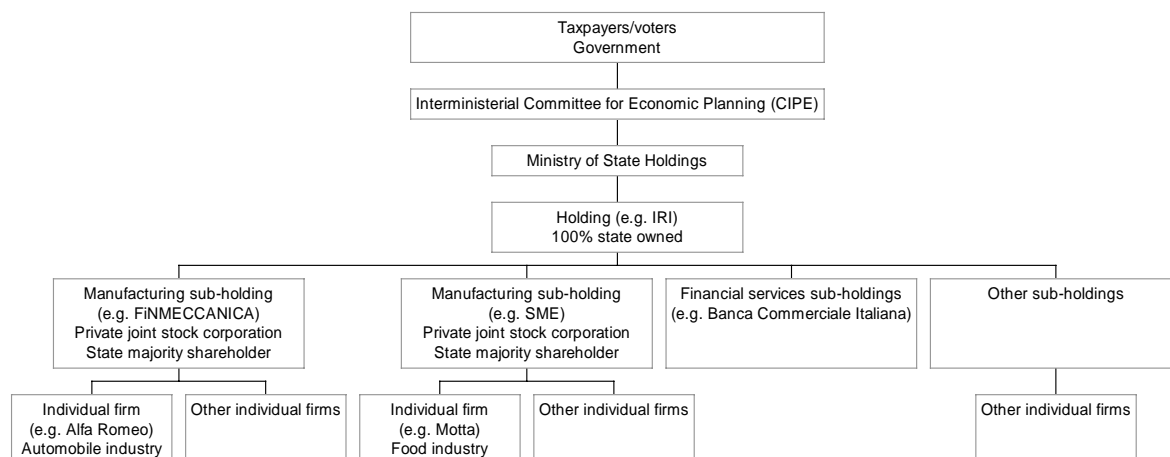 Taxpayers/voters
Government
Interministerial Committee for Economic Planning (CIPE)
Ministry of State Holdings
Holding (e.g. IRI)
100% state owned
Manufacturing sub-holding
(e.g. FiNMECCANICA)
Private joint stock corporation
State majority shareholder
Manufacturing sub-holding
(e.g. SME)
Private joint stock corporation
State majority shareholder
Financial services sub-holdings
(e.g. Banca Commerciale Italiana)
Other sub-holdings
Individual firm
(e.g. Alfa Romeo)
Automobile industry
Other individual firms
Individual firm
(e.g. Motta)
Food industry
Other individual firms
Other individual firms